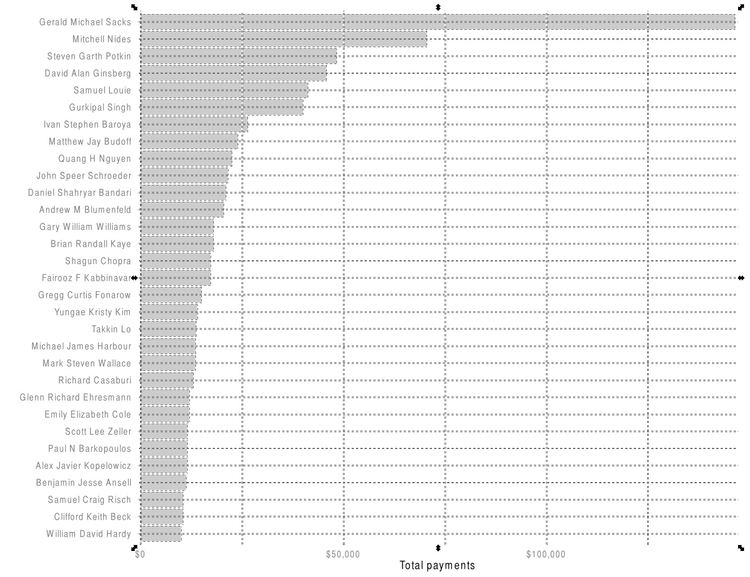 Gerald Michael Sacks
Mitchell Nides
Steven Garth Potkin
David Alan Ginsberg
Samuel Louie
Gurkipal Singh
Ivan Stephen Baroya
Matthew Jay Budoff
Quang H Nguyen
John Speer Schroeder
Daniel Shahryar Bandari
Andrew M Blumenfeld
Gary William Williams
Brian Randall Kaye
Shagun Chopra
Fairooz F Kabbinavar
Gregg Curtis Fonarow
Yungae Kristy Kim
Takkin Lo
Michael James Harbour
Mark Steven Wallace
Richard Casaburi
Glenn Richard Ehresmann
Emily Elizabeth Cole
Scott Lee Zeller
Paul N Barkopoulos
Alex Javier Kopelowicz
Benjamin Jesse Ansell
Samuel Craig Risch
Clifford Keith Beck
William David Hardy
$0 $50,000 $100,000
Total payments